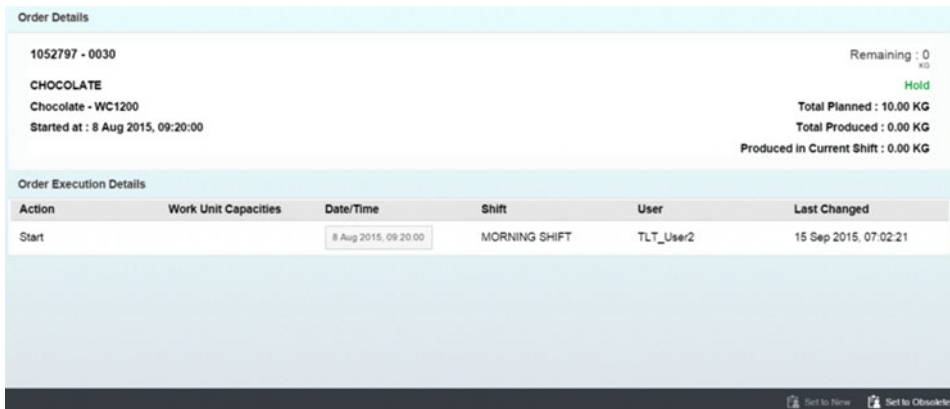 Order Details
1052797 - 0030
Remaining : 0
KG
CHOCOLATE
Hold
Chocolate - WC1200
Total Planned : 10.00 KG
Started at : 8 Aug 2015, 09:20:00
Total Produced : 0.00 KG
Produced in Current Shift : 0.00 KG
Order Execution Details
Action Work Unit Capacities Date/Time Shift User Last Changed
Start 8 Aug 2015, 09:20:00 MORNING SHIFT TLT_User2 15 Sep 2015, 07:02:21
Set to New Set to Obsolete